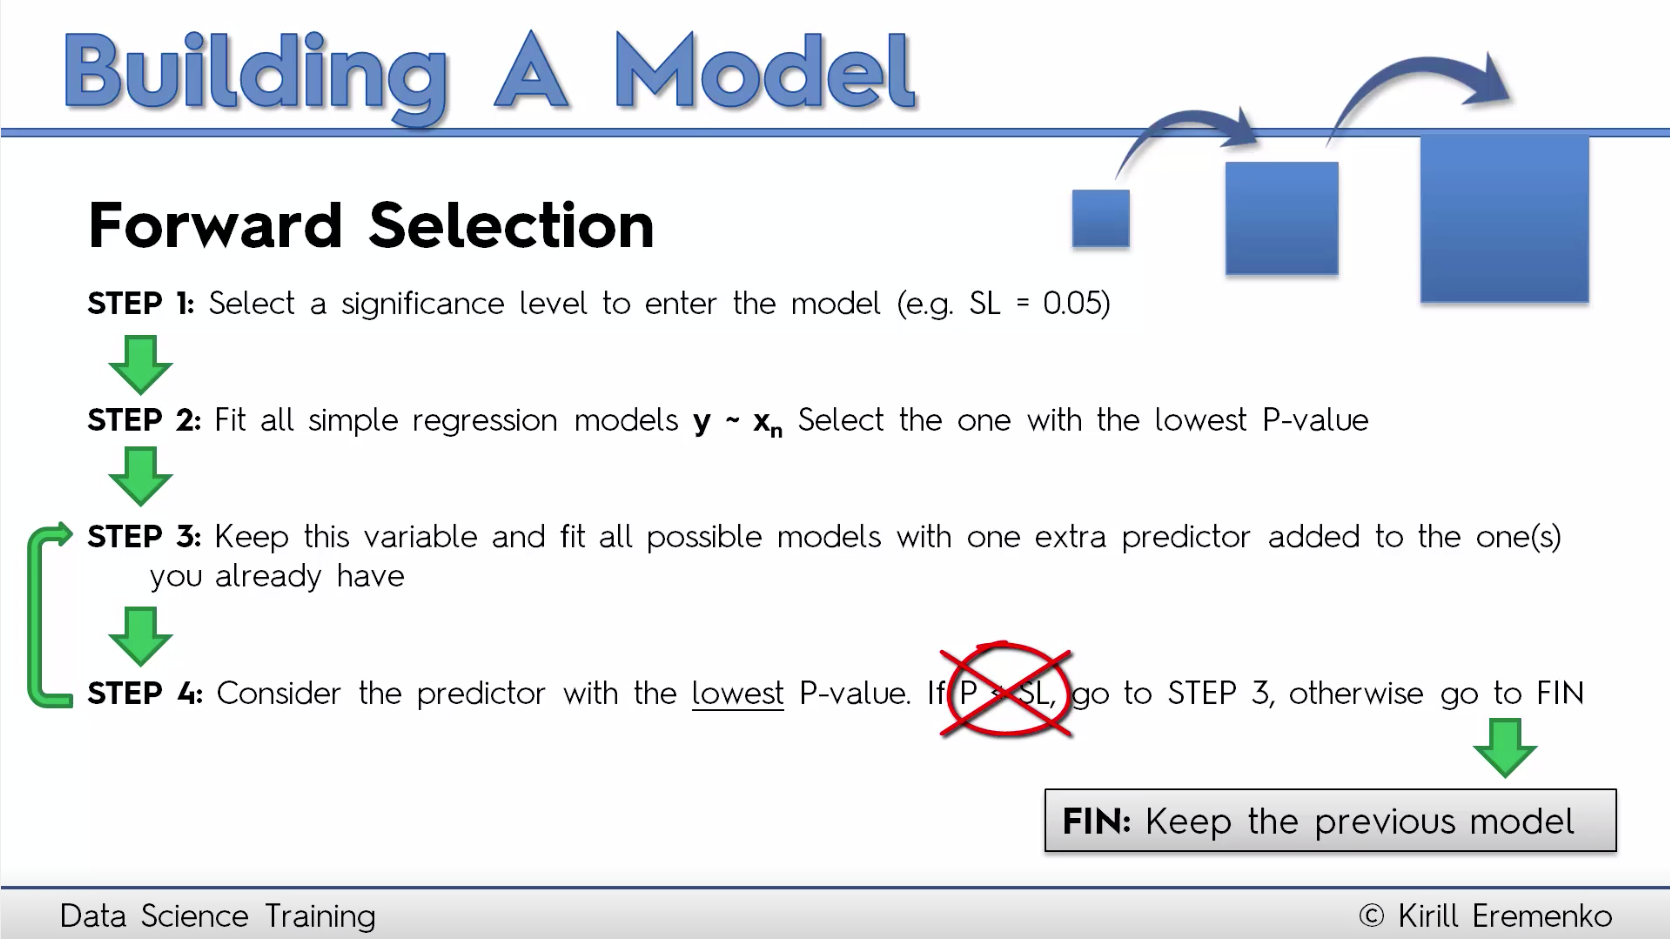 Building A Model
Forward Selection
STEP 1: Select a significance level to enter the model (e.g. SL = 0.05)
STEP 2: Fit all simple regression models y ~ xn Select the one with the lowest P-value
STEP 3: Keep this variable and fit all possible models with one extra predictor added to the one(s)
you already have
STEP 4: Consider the predictor with the lowest P-value. If P < SL, go to STEP 3, otherwise go to FIN
FIN: Keep the previous model
Data Science Training
© Kirill Eremenko